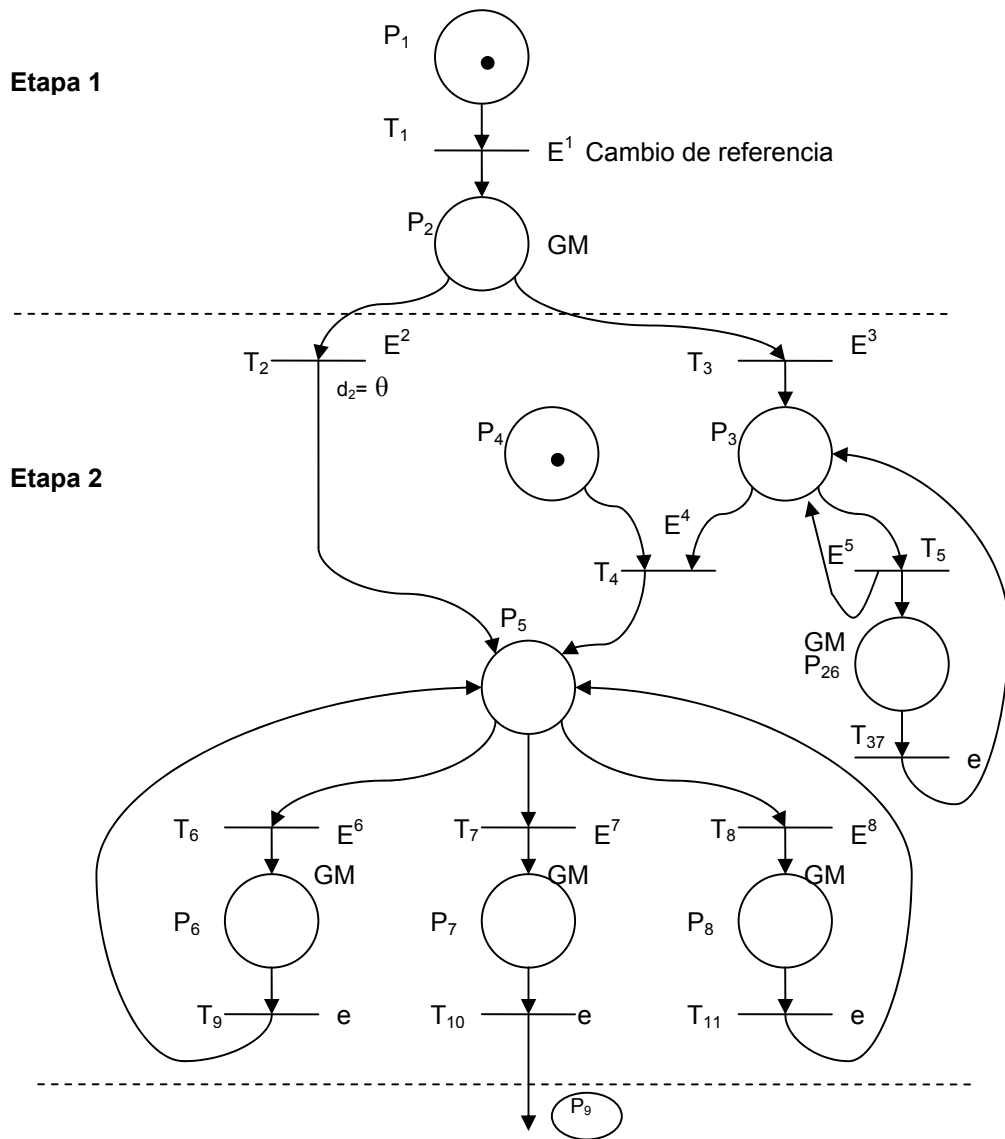 P₁
Etapa 1
T₁
E¹ Cambio de referencia
P₂
GM
E²
E³
T₂
T₃
d₂= θ
P₄
P₃
Etapa 2
E⁴
E⁵
T₅
T₄
P₅
GM
P₂₆
T₃₇
e
T₆
E⁶
T₇
E⁷
T₈
E⁸
GM
GM
GM
P₆
P₇
P₈
T₉
e
T₁₀
e
T₁₁
e
P₉